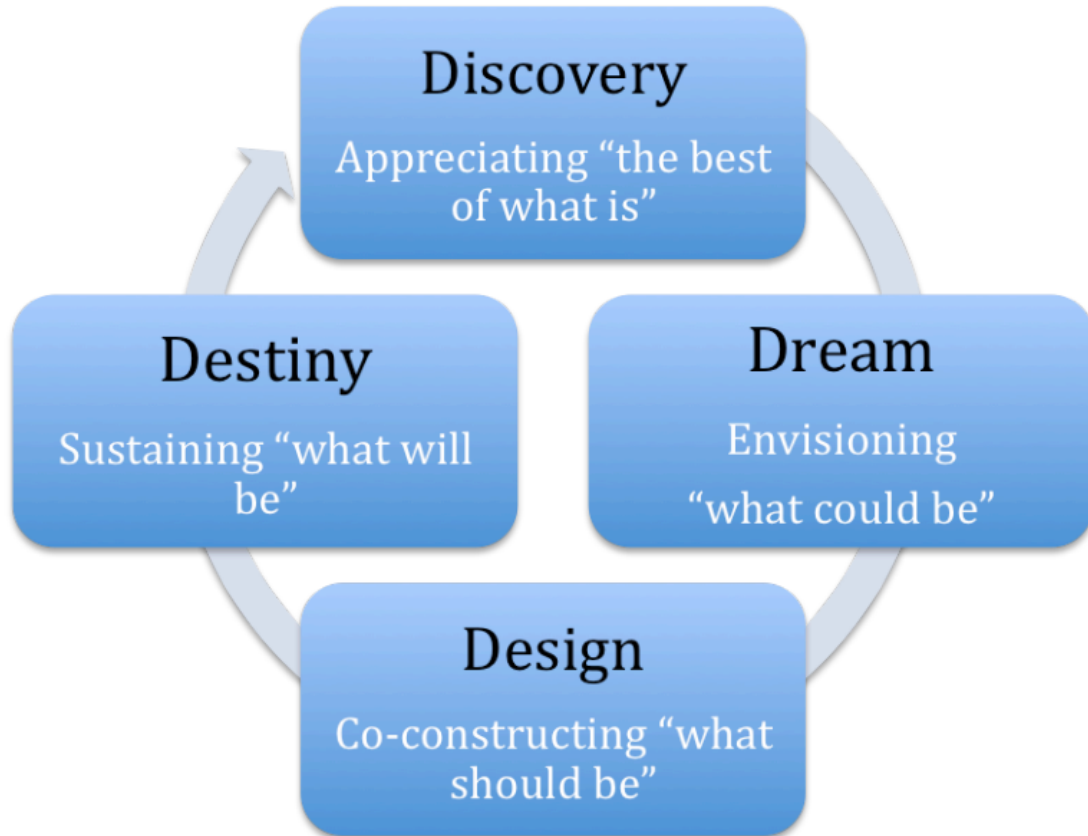 Discovery
Appreciating “the best
of what is”
Destiny
Sustaining “what will
be”
Dream
Envisioning
“what could be”
Design
Co-constructing “what
should be”